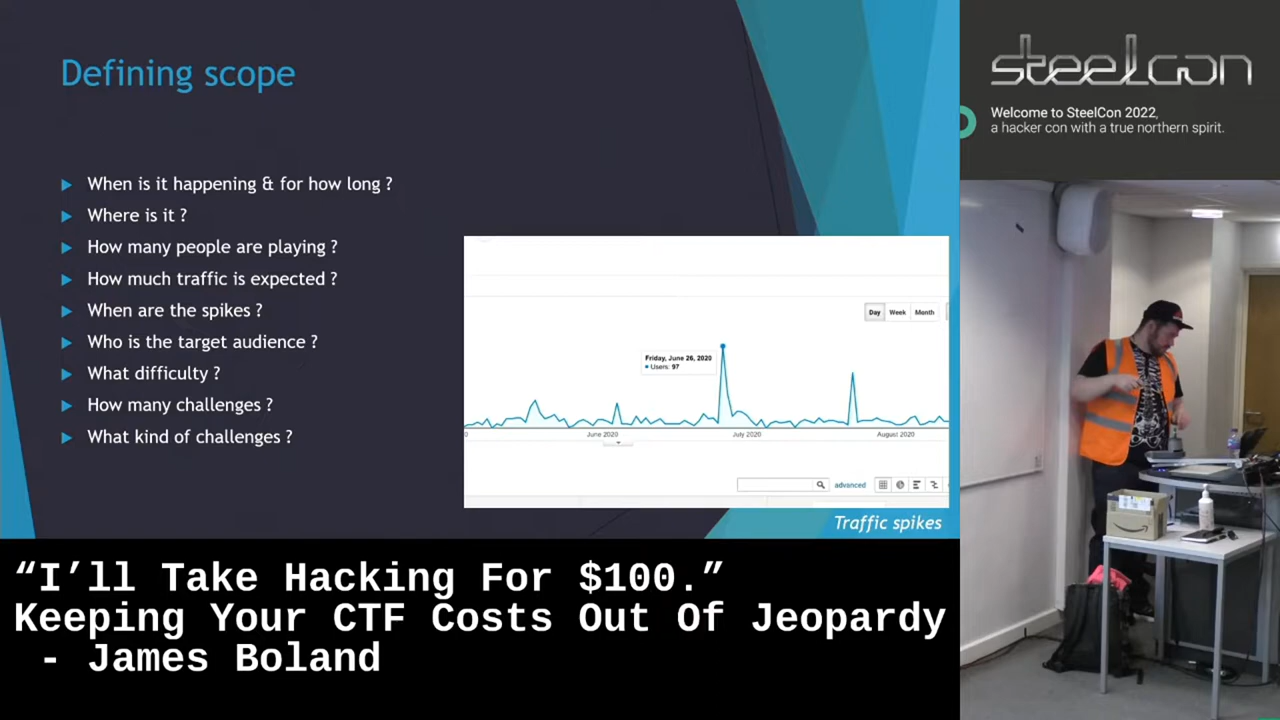 Defining scope
When is it happening & for how long ?
Where is it ?
How many people are playing ?
How much traffic is expected ?
When are the spikes ?
Who is the target audience ?
What difficulty ?
How many challenges ?
What kind of challenges ?
Day Week Month
Friday, June 26, 2020
Users: 97
0 June 2020 July 2020 August 2020
advanced
Traffic spikes
“I’ll Take Hacking For $100.”
Keeping Your CTF Costs Out Of Jeopardy
- James Boland
steelcon
Welcome to SteelCon 2022,
a hacker con with a true northern spirit.